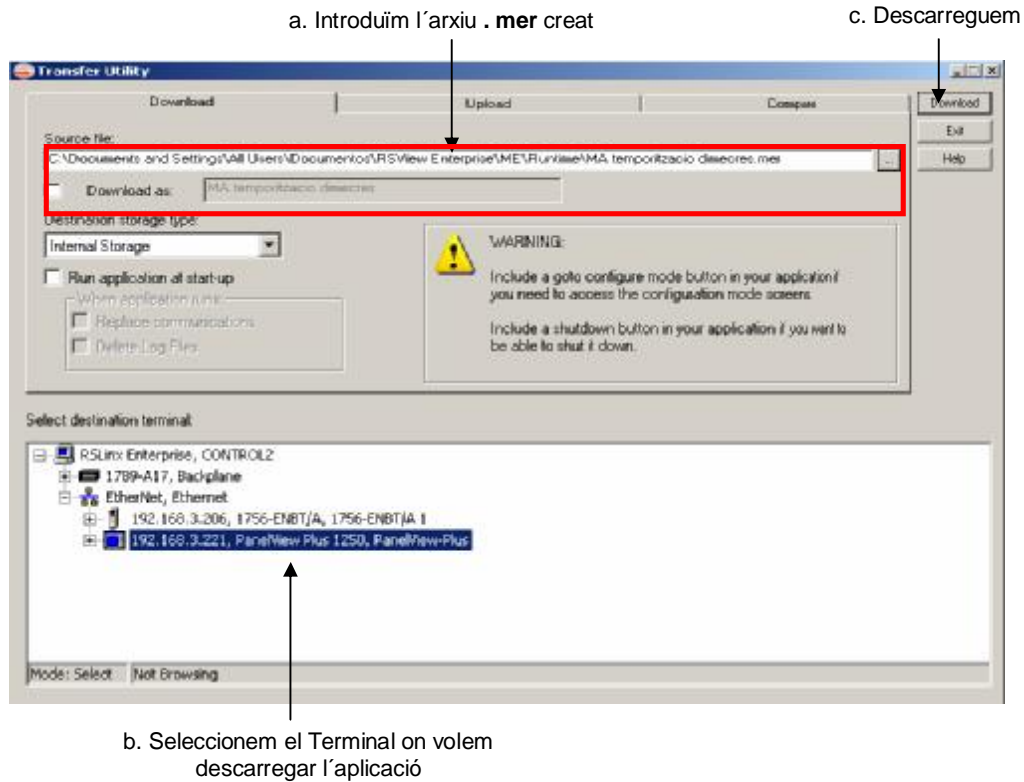 a. Introduïm l´arxiu . mer creat
c. Descarreguem
Transfer Utility
Download
Upload
Compare
Download
Exit
Help
Source file:
C:\Documents and Settings\All Users\Documentos\RSView Enterprise\ME\Runtime\MA temporitzacio dimecres.mer
...
Download as:
MA temporitzacio dimecres
Destination storage type:
Internal Storage
Run application at start-up
When application runs:
Replace communications
Delete Log Files
WARNING:
Include a goto configure mode button in your application if
you need to access the configuration mode screens.
Include a shutdown button in your application if you want to
be able to shut it down.
Select destination terminal:
RSLinx Enterprise, CONTROL2
1789-A17, Backplane
EtherNet, Ethernet
192.168.3.206, 1756-ENBT/A, 1756-ENBT/A 1
192.168.3.221, PanelView Plus 1250, PanelView-Plus
Mode: Select
Not Browsing
b. Seleccionem el Terminal on volem
descarregar l´aplicació